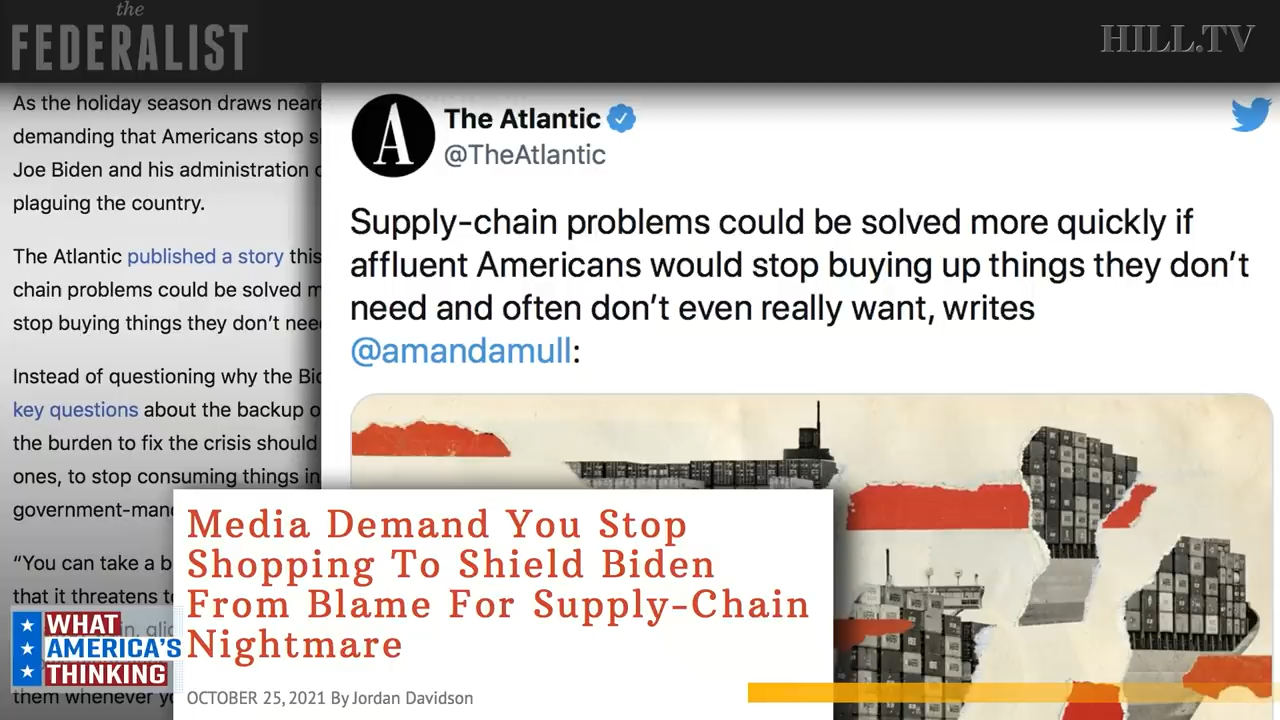 the
FEDERALIST
HILL.TV
As the holiday season draws neare
demanding that Americans stop s
Joe Biden and his administration
plaguing the country.
The Atlantic published a story this
chain problems could be solved m
stop buying things they don't nee
Instead of questioning why the Bid
key questions about the backup o
the burden to fix the crisis should
ones, to stop consuming things in
government-man
“You can take a b
that it threatens t
them whenever yo
The Atlantic
@TheAtlantic
Supply-chain problems could be solved more quickly if
affluent Americans would stop buying up things they don’t
need and often don’t even really want, writes
@amandamull:
Media Demand You Stop
Shopping To Shield Biden
From Blame For Supply-Chain
Nightmare
OCTOBER 25, 2021 By Jordan Davidson
WHAT
AMERICA'S
THINKING